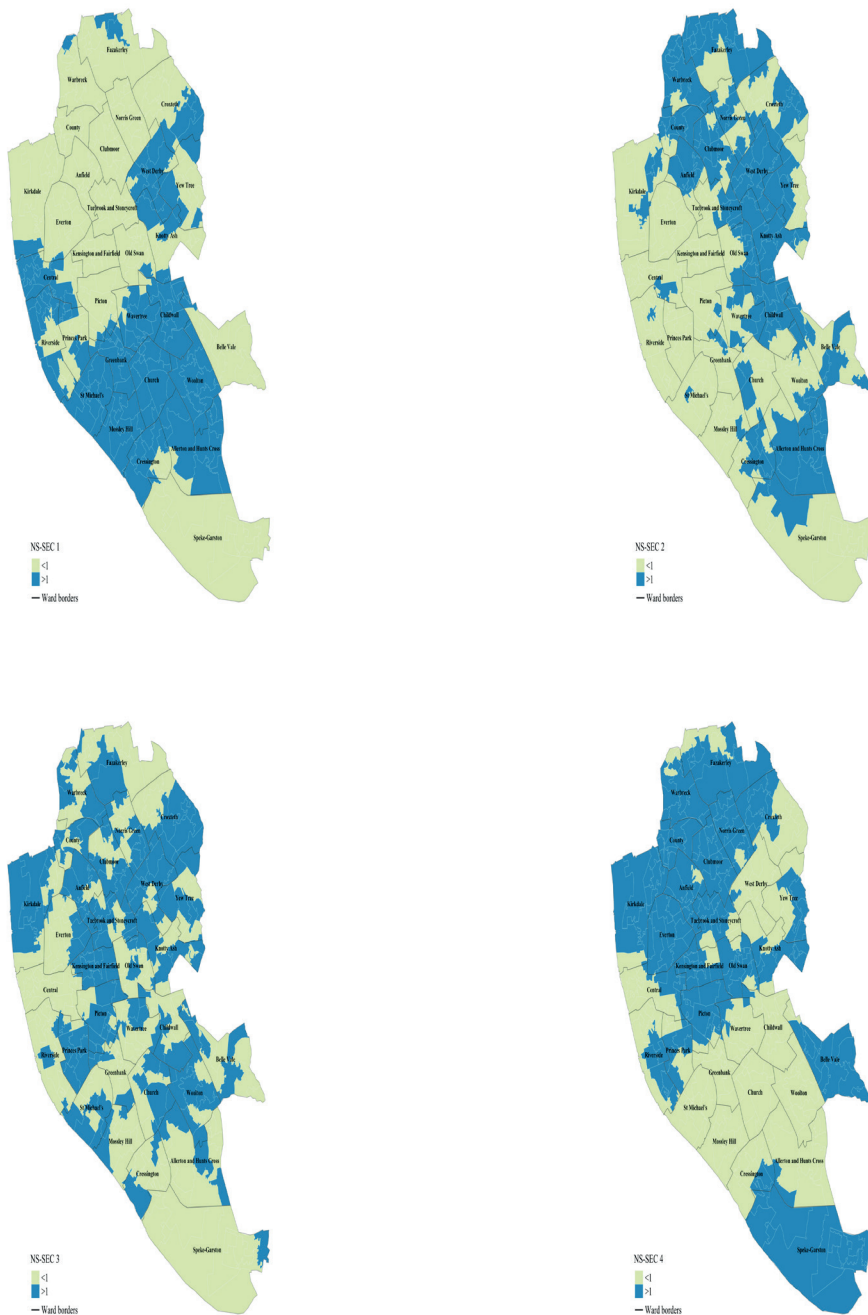 Fazakerley
Warbreck
Croxteth
Norris Green
County
Clubmoor
Anfield
West Derby
Yew Tree
Kirkdale
Tuebrook and Stoneycroft
Everton
Knotty Ash
Kensington and Fairfield
Old Swan
Central
Picton
Wavertree
Childwall
Riverside
Princes Park
Belle Vale
Greenbank
Church
Woolton
St Michael's
Mossley Hill
Allerton and Hunts Cross
Cressington
Speke-Garston
NS-SEC 1
<1
>1
Ward borders
Fazakerley
Warbreck
Croxteth
Norris Green
County
Clubmoor
Anfield
West Derby
Yew Tree
Kirkdale
Tuebrook and Stoneycroft
Everton
Knotty Ash
Kensington and Fairfield
Old Swan
Central
Picton
Wavertree
Childwall
Riverside
Princes Park
Belle Vale
Greenbank
Church
Woolton
St Michael's
Mossley Hill
Allerton and Hunts Cross
Cressington
Speke-Garston
NS-SEC 2
<1
>1
Ward borders
Fazakerley
Warbreck
Croxteth
Norris Green
County
Clubmoor
Anfield
West Derby
Yew Tree
Kirkdale
Tuebrook and Stoneycroft
Everton
Knotty Ash
Kensington and Fairfield
Old Swan
Central
Picton
Wavertree
Childwall
Riverside
Princes Park
Belle Vale
Greenbank
Church
Woolton
St Michael's
Mossley Hill
Allerton and Hunts Cross
Cressington
Speke-Garston
NS-SEC 3
<1
>1
Ward borders
Fazakerley
Warbreck
Croxteth
Norris Green
County
Clubmoor
Anfield
West Derby
Yew Tree
Kirkdale
Tuebrook and Stoneycroft
Everton
Knotty Ash
Kensington and Fairfield
Old Swan
Central
Picton
Wavertree
Childwall
Riverside
Princes Park
Belle Vale
Greenbank
Church
Woolton
St Michael's
Mossley Hill
Allerton and Hunts Cross
Cressington
Speke-Garston
NS-SEC 4
<1
>1
Ward borders